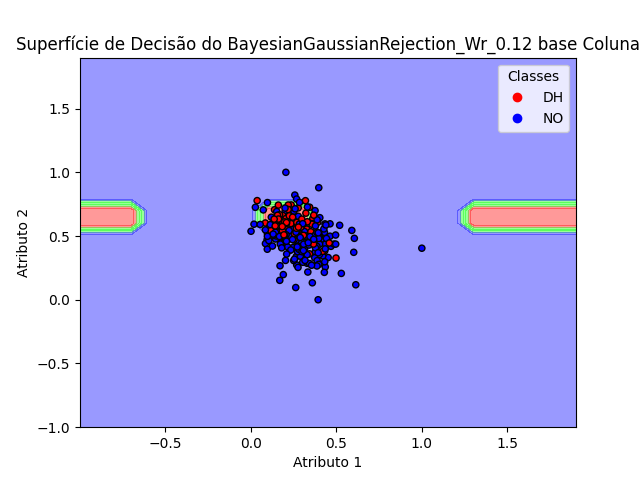 Superfície de Decisão do BayesianGaussianRejection_Wr_0.12 base Coluna
Classes
DH
NO
1.5
1.0
0.5
0.0
−0.5
−1.0
Atributo 2
−0.5
0.0
0.5
1.0
1.5
Atributo 1